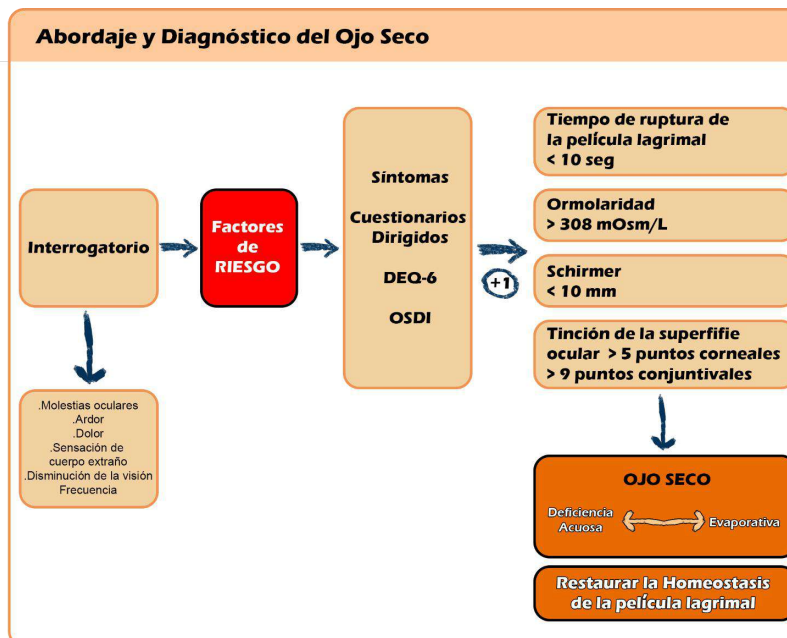 Abordaje y Diagnóstico del Ojo Seco
Interrogatorio
.Molestias oculares
.Ardor
.Dolor
.Sensación de
cuerpo extraño
.Disminución de la visión
Frecuencia
Factores
de
RIESGO
Síntomas
Cuestionarios
Dirigidos
DEQ-6
OSDI
+1
Tiempo de ruptura de
la película lagrimal
< 10 seg
Ormolaridad
> 308 mOsm/L
Schirmer
< 10 mm
Tinción de la superfifie
ocular > 5 puntos corneales
> 9 puntos conjuntivales
OJO SECO
Deficiencia
Acuosa
Evaporativa
Restaurar la Homeostasis
de la película lagrimal